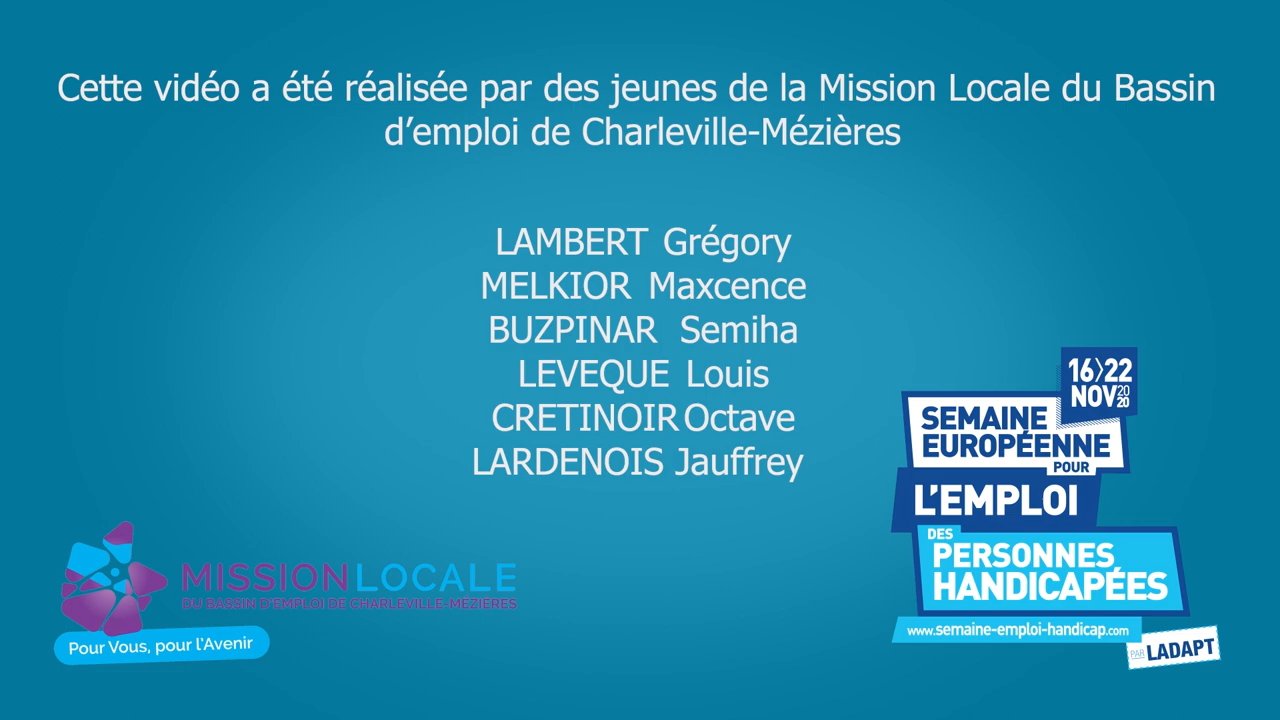 Cette vidéo a été réalisée par des jeunes de la Mission Locale du Bassin
d’emploi de Charleville-Mézières
LAMBERT Grégory
MELKIOR Maxcence
BUZPINAR Semiha
LEVEQUE Louis
CRETINOIR Octave
LARDENOIS Jauffrey
16>22
NOV 2020
SEMAINE
EUROPÉENNE
POUR
L’EMPLOI
DES
PERSONNES
HANDICAPÉES
www.semaine-emploi-handicap.com
PAR LADAPT
MISSION LOCALE
DU BASSIN D’EMPLOI DE CHARLEVILLE-MÉZIÈRES
Pour Vous, pour l’Avenir